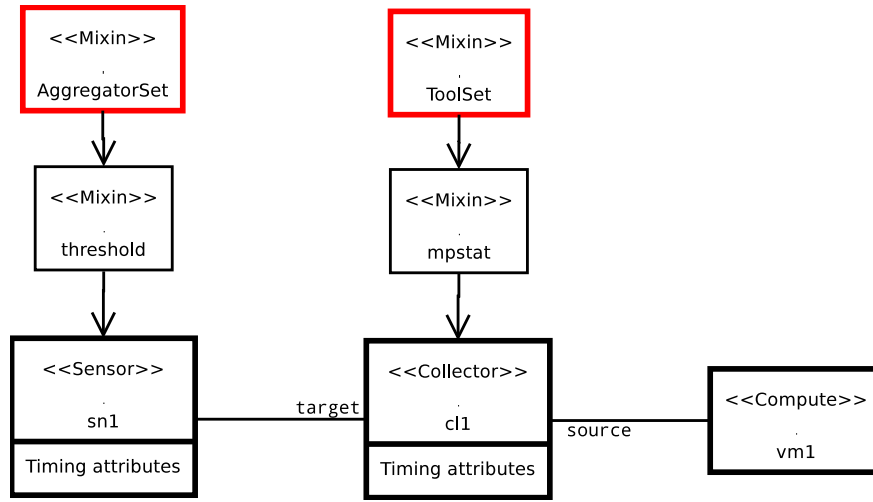 <<Mixin>>
.
AggregatorSet
<<Mixin>>
.
ToolSet
<<Mixin>>
.
threshold
<<Mixin>>
.
mpstat
<<Sensor>>
.
sn1
Timing attributes
target
<<Collector>>
.
cl1
Timing attributes
source
<<Compute>>
.
vm1